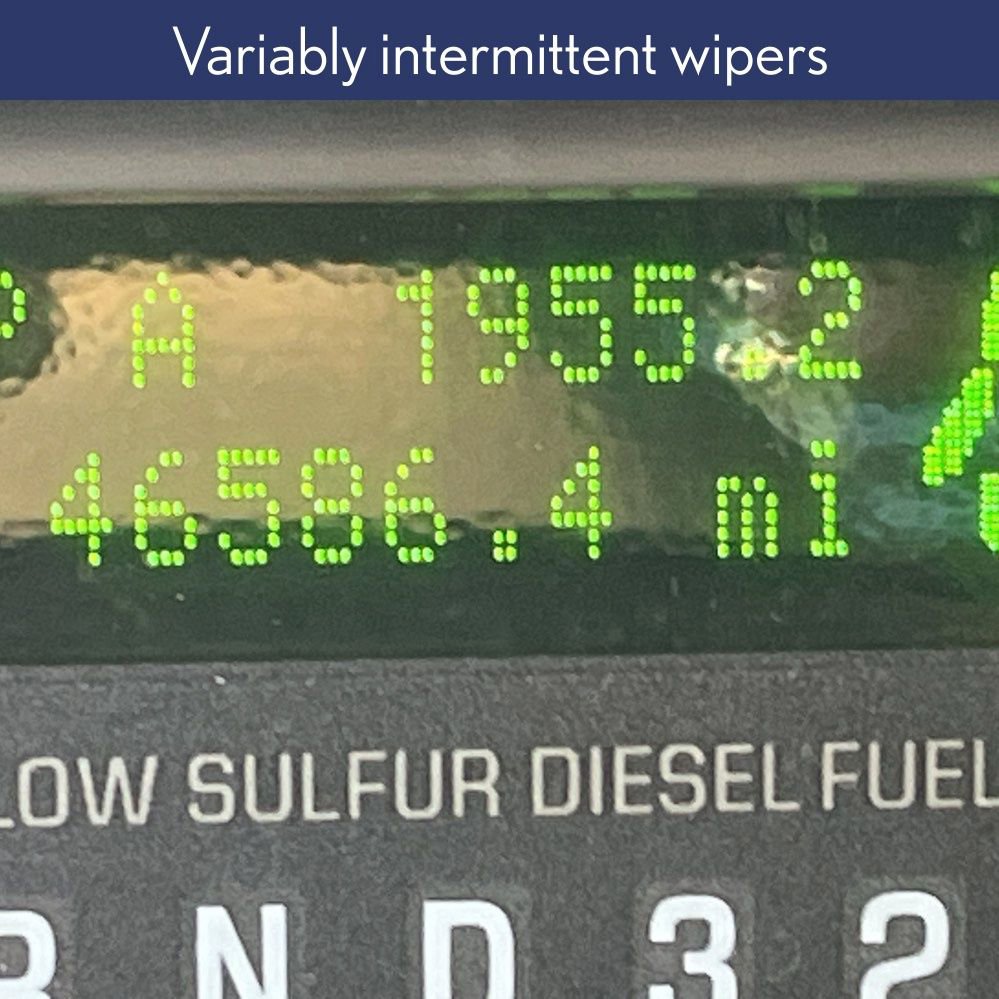 Variably intermittent wipers
P A 1955.2
46586.4 mi
LOW SULFUR DIESEL FUEL
R N D 3 2